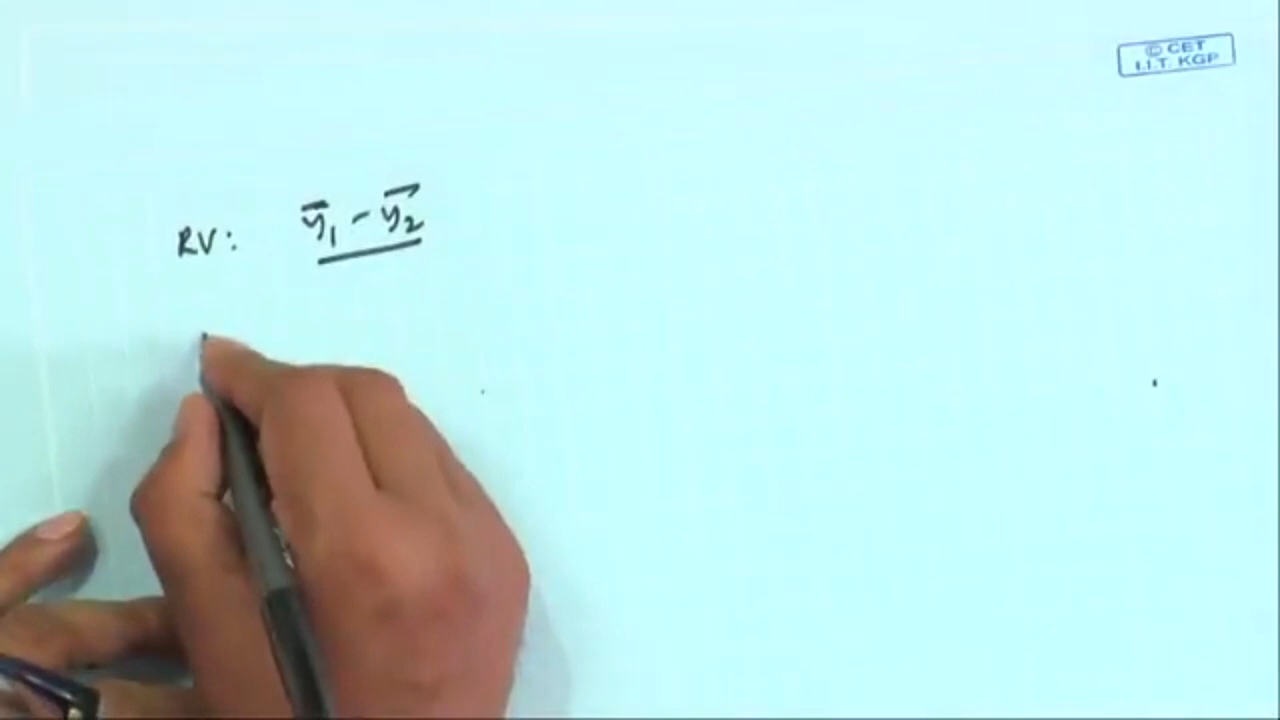 © CET
I.I.T. KGP
RV: ȳ₁ - ȳ₂